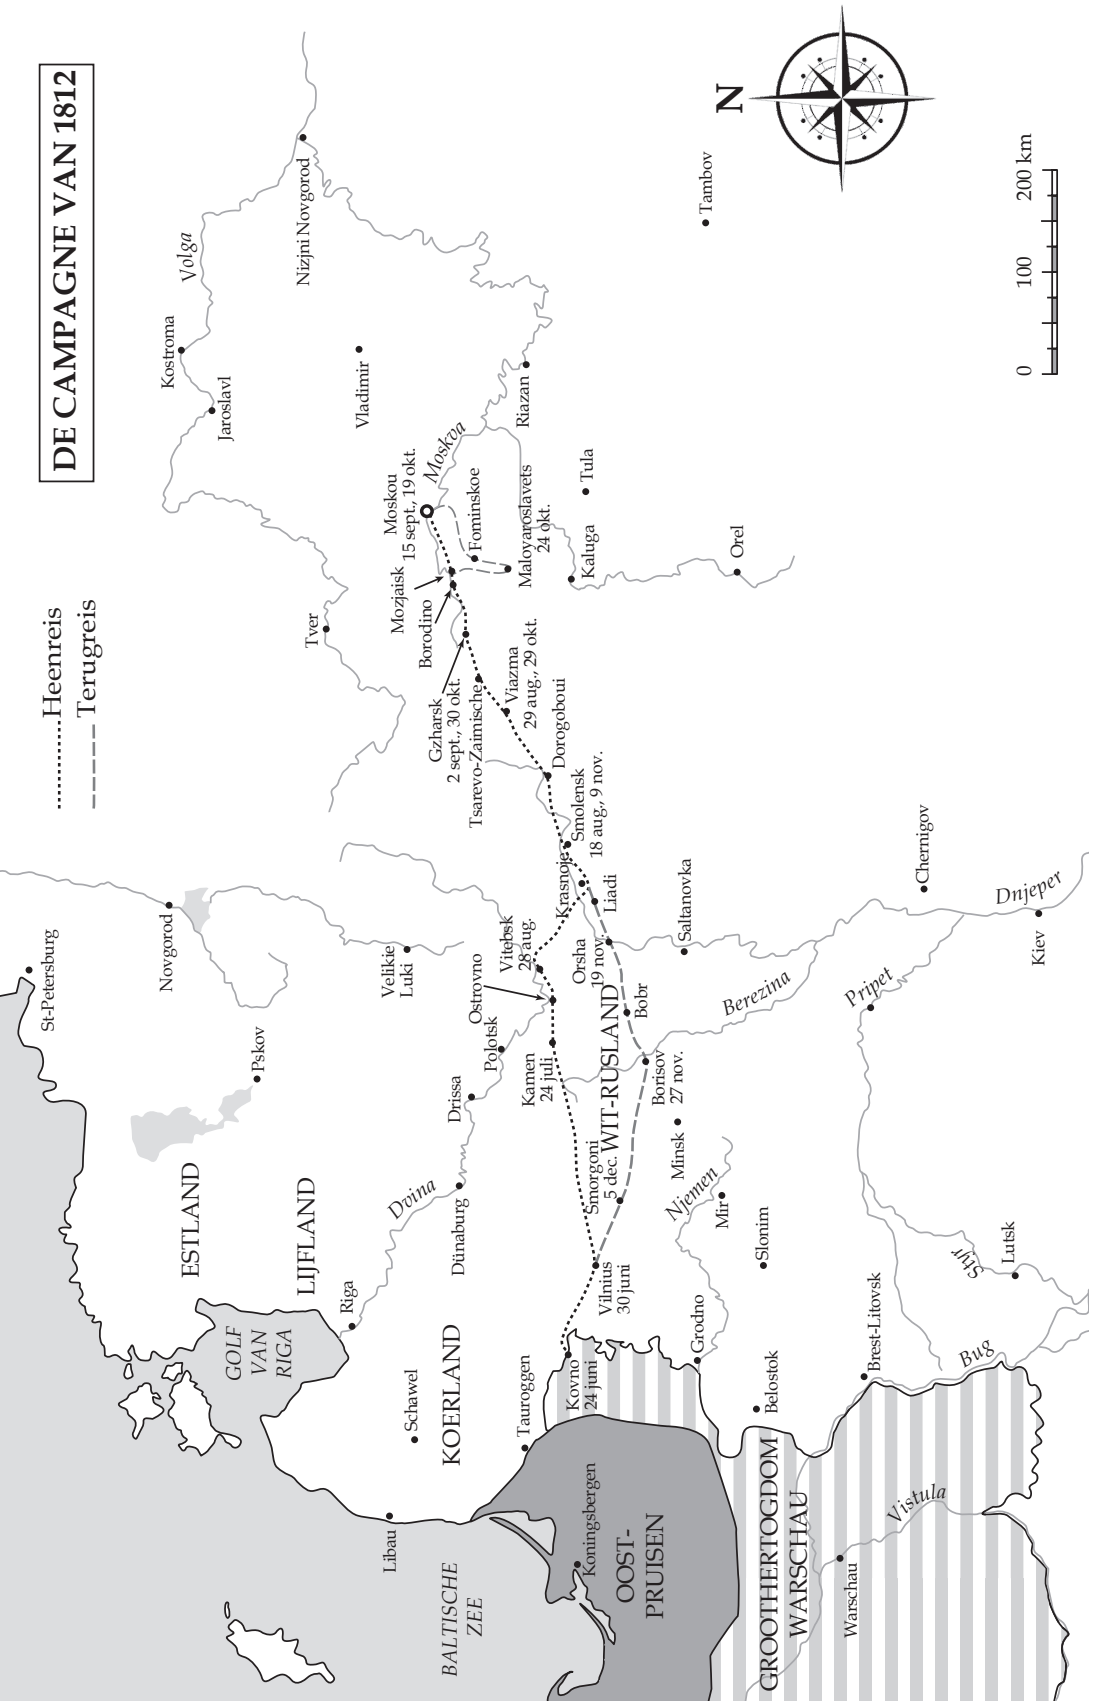 DE CAMPAGNE VAN 1812
Heenreis
Terugreis
N
0 100 200 km
St-Petersburg
Novgorod
Pskov
ESTLAND
LIJFLAND
GOLF
VAN
RIGA
Riga
Dvina
Dünaburg
Drissa
Polotsk
Velikie
Luki
Tver
Kostroma
Jaroslavl
Volga
Nizjni Novgorod
Vladimir
Moskou
15 sept., 19 okt.
Moskva
Mozjaisk
Borodino
Fominskoe
Maloyaroslavets
24 okt.
Riazan
Tula
Kaluga
Orel
Tambov
Gzharsk
2 sept., 30 okt.
Tsarevo-Zaimische
Viazma
29 aug., 29 okt.
Dorogoboui
Smolensk
18 aug., 9 nov.
Krasnoje
Liadi
Orsha
19 nov.
Vitebsk
28 aug.
Ostrovno
Kamen
24 juli
WIT-RUSLAND
Bobr
Borisov
27 nov.
Berezina
Saltanovka
Chernigov
Dnjeper
Kiev
Pripet
Smorgoni
5 dec.
Minsk
Njemen
Mir
Slonim
Vilnius
30 juni
Kovno
24 juni
Grodno
Belostok
Brest-Litovsk
Bug
Styr
Lutsk
Schawel
KOERLAND
Tauroggen
Libau
BALTISCHE
ZEE
Koningsbergen
OOST-
PRUISEN
GROOTHERTOGDOM
WARSCHAU
Warschau
Vistula